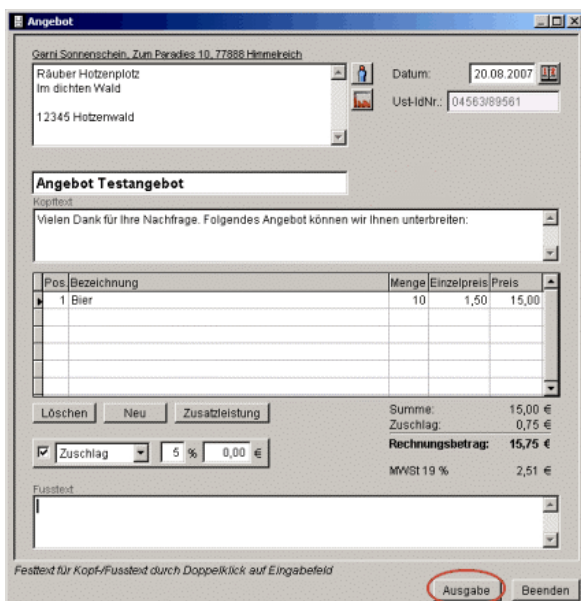 Angebot
Garni Sonnenschein, Zum Paradies 10, 77888 Himmelreich
Räuber Hotzenplotz
Im dichten Wald
12345 Hotzenwald
Datum: 20.08.2007
Ust-IdNr.: 04563/89561
Angebot Testangebot
Kopftext
Vielen Dank für Ihre Nachfrage. Folgendes Angebot können wir Ihnen unterbreiten:
Pos. Bezeichnung Menge Einzelpreis Preis
1 Bier 10 1,50 15,00
Löschen Neu Zusatzleistung
Summe: 15,00 €
Zuschlag: 0,75 €
Rechnungsbetrag: 15,75 €
Zuschlag 5 % 0,00 €
MWSt 19 % 2,51 €
Fusstext
Festtext für Kopf-/Fusstext durch Doppelklick auf Eingabefeld
Ausgabe Beenden